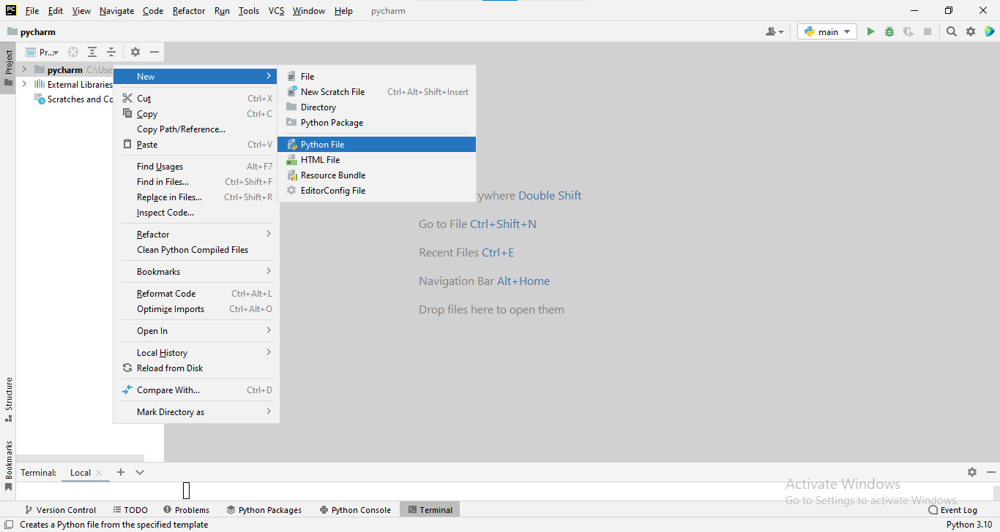 PC File Edit View Navigate Code Refactor Run Tools VCS Window Help pycharm
pycharm
main
Project
Pr...
pycharm C:\Use
External Libraries
Scratches and Co
New
Cut Ctrl+X
Copy Ctrl+C
Copy Path/Reference...
Paste Ctrl+V
Find Usages Alt+F7
Find in Files... Ctrl+Shift+F
Replace in Files... Ctrl+Shift+R
Inspect Code...
Refactor
Clean Python Compiled Files
Bookmarks
Reformat Code Ctrl+Alt+L
Optimize Imports Ctrl+Alt+O
Open In
Local History
Reload from Disk
Compare With... Ctrl+D
Mark Directory as
File
New Scratch File Ctrl+Alt+Shift+Insert
Directory
Python Package
Python File
HTML File
Resource Bundle
EditorConfig File
rywhere Double Shift
Go to File Ctrl+Shift+N
Recent Files Ctrl+E
Navigation Bar Alt+Home
Drop files here to open them
Structure
Bookmarks
Terminal: Local
Activate Windows
Go to Settings to activate Windows.
Version Control TODO Problems Python Packages Python Console Terminal Event Log
Creates a Python file from the specified template Python 3.10